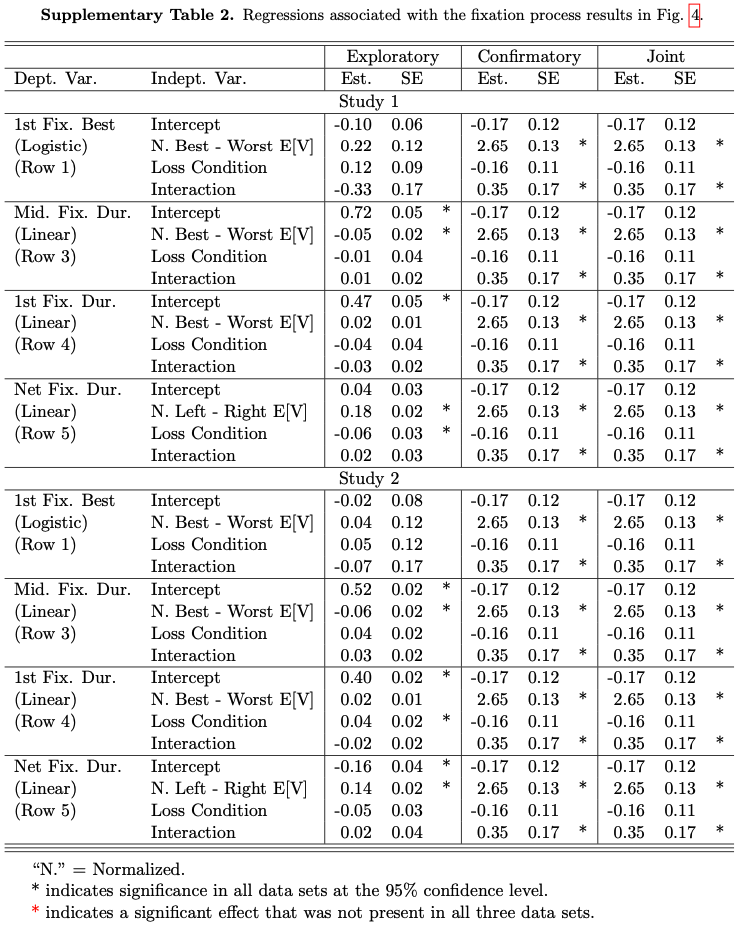 Supplementary Table 2. Regressions associated with the fixation process results in Fig. 4.
Exploratory Confirmatory Joint
Dept. Var. Indept. Var. Est. SE Est. SE Est. SE
Study 1
1st Fix. Best Intercept -0.10 0.06 -0.17 0.12 -0.17 0.12
(Logistic) N. Best - Worst E[V] 0.22 0.12 2.65 0.13 * 2.65 0.13 *
(Row 1) Loss Condition 0.12 0.09 -0.16 0.11 -0.16 0.11
Interaction -0.33 0.17 0.35 0.17 * 0.35 0.17 *
Mid. Fix. Dur. Intercept 0.72 0.05 * -0.17 0.12 -0.17 0.12
(Linear) N. Best - Worst E[V] -0.05 0.02 * 2.65 0.13 * 2.65 0.13 *
(Row 3) Loss Condition -0.01 0.04 -0.16 0.11 -0.16 0.11
Interaction 0.01 0.02 0.35 0.17 * 0.35 0.17 *
1st Fix. Dur. Intercept 0.47 0.05 * -0.17 0.12 -0.17 0.12
(Linear) N. Best - Worst E[V] 0.02 0.01 2.65 0.13 * 2.65 0.13 *
(Row 4) Loss Condition -0.04 0.04 -0.16 0.11 -0.16 0.11
Interaction -0.03 0.02 0.35 0.17 * 0.35 0.17 *
Net Fix. Dur. Intercept 0.04 0.03 -0.17 0.12 -0.17 0.12
(Linear) N. Left - Right E[V] 0.18 0.02 * 2.65 0.13 * 2.65 0.13 *
(Row 5) Loss Condition -0.06 0.03 * -0.16 0.11 -0.16 0.11
Interaction 0.02 0.03 0.35 0.17 * 0.35 0.17 *
Study 2
1st Fix. Best Intercept -0.02 0.08 -0.17 0.12 -0.17 0.12
(Logistic) N. Best - Worst E[V] 0.04 0.12 2.65 0.13 * 2.65 0.13 *
(Row 1) Loss Condition 0.05 0.12 -0.16 0.11 -0.16 0.11
Interaction -0.07 0.17 0.35 0.17 * 0.35 0.17 *
Mid. Fix. Dur. Intercept 0.52 0.02 * -0.17 0.12 -0.17 0.12
(Linear) N. Best - Worst E[V] -0.06 0.02 * 2.65 0.13 * 2.65 0.13 *
(Row 3) Loss Condition 0.04 0.02 -0.16 0.11 -0.16 0.11
Interaction 0.03 0.02 0.35 0.17 * 0.35 0.17 *
1st Fix. Dur. Intercept 0.40 0.02 * -0.17 0.12 -0.17 0.12
(Linear) N. Best - Worst E[V] 0.02 0.01 2.65 0.13 * 2.65 0.13 *
(Row 4) Loss Condition 0.04 0.02 * -0.16 0.11 -0.16 0.11
Interaction -0.02 0.02 0.35 0.17 * 0.35 0.17 *
Net Fix. Dur. Intercept -0.16 0.04 * -0.17 0.12 -0.17 0.12
(Linear) N. Left - Right E[V] 0.14 0.02 * 2.65 0.13 * 2.65 0.13 *
(Row 5) Loss Condition -0.05 0.03 -0.16 0.11 -0.16 0.11
Interaction 0.02 0.04 0.35 0.17 * 0.35 0.17 *
“N.” = Normalized.
* indicates significance in all data sets at the 95% confidence level.
* indicates a significant effect that was not present in all three data sets.